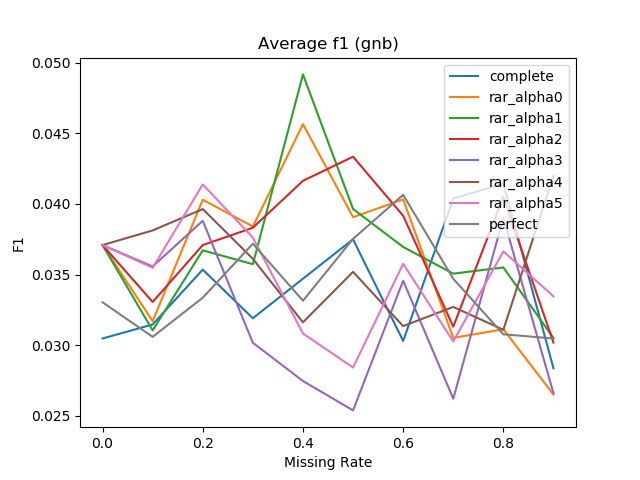 Average f1 (gnb)
0.050
0.045
0.040
0.035
0.030
0.025
F1
complete
rar_alpha0
rar_alpha1
rar_alpha2
rar_alpha3
rar_alpha4
rar_alpha5
perfect
0.0 0.2 0.4 0.6 0.8
Missing Rate